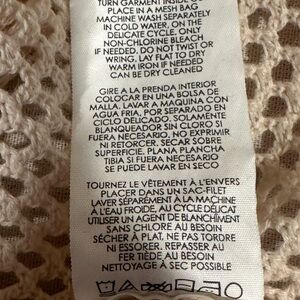 TURN GARMENT INSIDE
PLACE IN A MESH BAG
MACHINE WASH SEPARATELY
IN COLD WATER, ON THE
DELICATE CYCLE. ONLY
NON-CHLORINE BLEACH
IF NEEDED. DO NOT TWIST OR
WRING. LAY FLAT TO DRY
WARM IRON IF NEEDED
CAN BE DRY CLEANED
GIRE A LA PRENDA INTERIOR
COLOCAR EN UNA BOLSA DE
MALLA. LAVAR A MAQUINA CON
AGUA FRIA, POR SEPARADO EN
CICLO DELICADO, SOLAMENTE
BLANQUEADOR SIN CLORO SI
FUERA NECESARIO. NO EXPRIMIR
NI RETORCER. SECAR SOBRE
SUPERFICIE. PLANA PLANCHA
TIBIA SI FUERA NECESARIO
SE PUEDE LAVAR EN SECO
TOURNEZ LE VÊTEMENT À L'ENVERS
PLACER DANS UN SAC-FILET
LAVER SÉPARÉMENT À LA MACHINE
À L'EAU FROIDE, AU CYCLE DÉLICAT
UTILISER UN AGENT DE BLANCHIMENT
SANS CHLORE AU BESOIN
SÉCHER À PLAT, NE PAS TORDRE
NI ESSORER. REPASSER AU
FER TIÈDE AU BESOIN
NETTOYAGE À SEC POSSIBLE